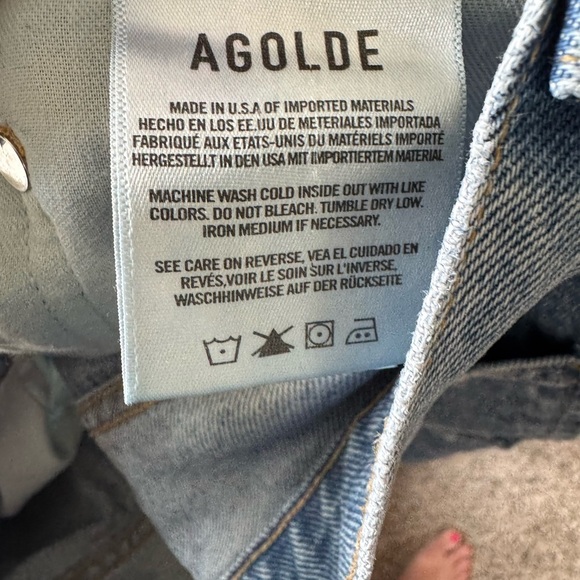 AGOLDE
MADE IN U.S.A OF IMPORTED MATERIALS
HECHO EN LOS EE.UU DE METERIALES IMPORTADA
FABRIQUÉ AUX ETATS-UNIS DU MATÉRIELS IMPORTÉ
HERGESTELLT IN DEN USA MIT IMPORTIERTEM MATERIAL
MACHINE WASH COLD INSIDE OUT WITH LIKE
COLORS. DO NOT BLEACH. TUMBLE DRY LOW.
IRON MEDIUM IF NECESSARY.
SEE CARE ON REVERSE, VEA EL CUIDADO EN
REVÉS,VOIR LE SOIN SUR L'INVERSE,
WASCHHINWEISE AUF DER RÜCKSEITE